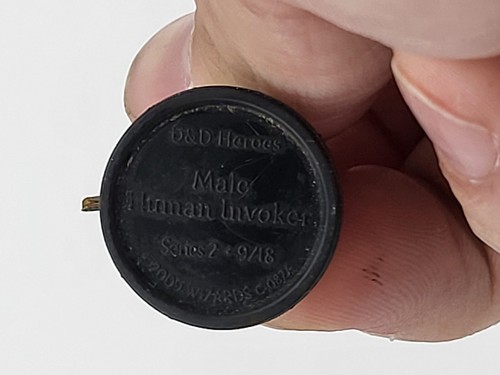 D&D Heroes
Male
Human Invoker
Series 2 • 9/18
©2009 WIZARDS